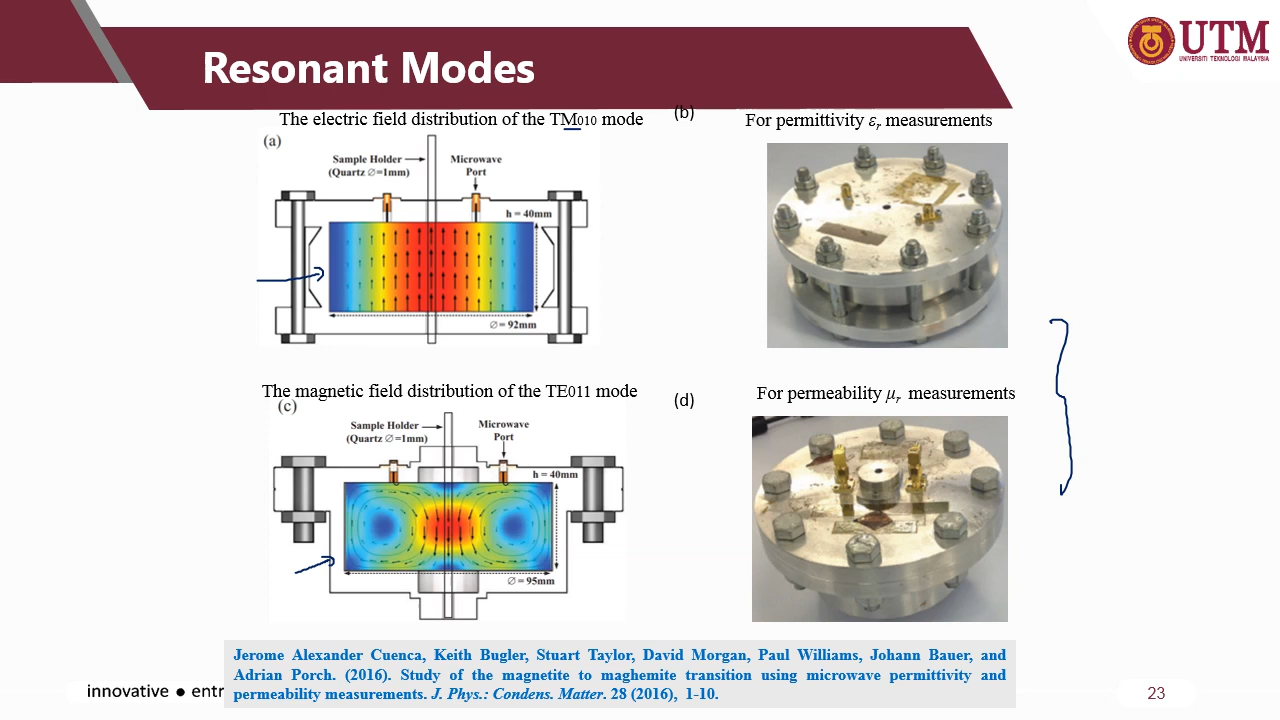 Resonant Modes
UTM
UNIVERSITI TEKNOLOGI MALAYSIA
The electric field distribution of the TM010 mode
(a)
Sample Holder
(Quartz ∅=1mm)
Microwave
Port
h = 40mm
∅ = 92mm
(b)
For permittivity εr measurements
The magnetic field distribution of the TE011 mode
(c)
Sample Holder
(Quartz ∅=1mm)
Microwave
Port
h = 40mm
∅ = 95mm
(d)
For permeability μr measurements
Jerome Alexander Cuenca, Keith Bugler, Stuart Taylor, David Morgan, Paul Williams, Johann Bauer, and
Adrian Porch. (2016). Study of the magnetite to maghemite transition using microwave permittivity and
permeability measurements. J. Phys.: Condens. Matter. 28 (2016), 1-10.
innovative ● entr
23